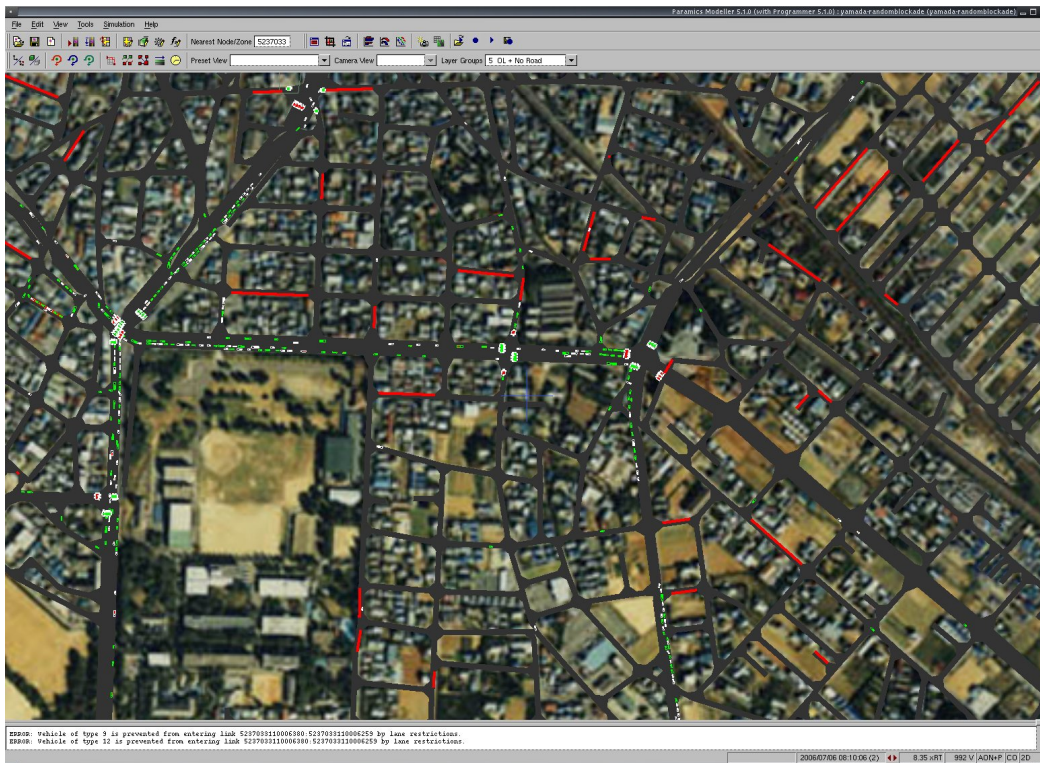 Paramics Modeller 5.1.0 (with Programmer 5.1.0) : yamada-randomblockade (yamada-randomblockade)
File Edit View Tools Simulation Help
Nearest Node/Zone 5237033
Preset View Camera View Layer Groups 5 OL + No Road
ERROR: Vehicle of type 9 is prevented from entering link 5237033110006380:5237033110006259 by lane restrictions.
ERROR: Vehicle of type 12 is prevented from entering link 5237033110006380:5237033110006259 by lane restrictions.
2006/07/06 08:10:06 (2) 8.35 xRT 992 V AON+P CO 2D